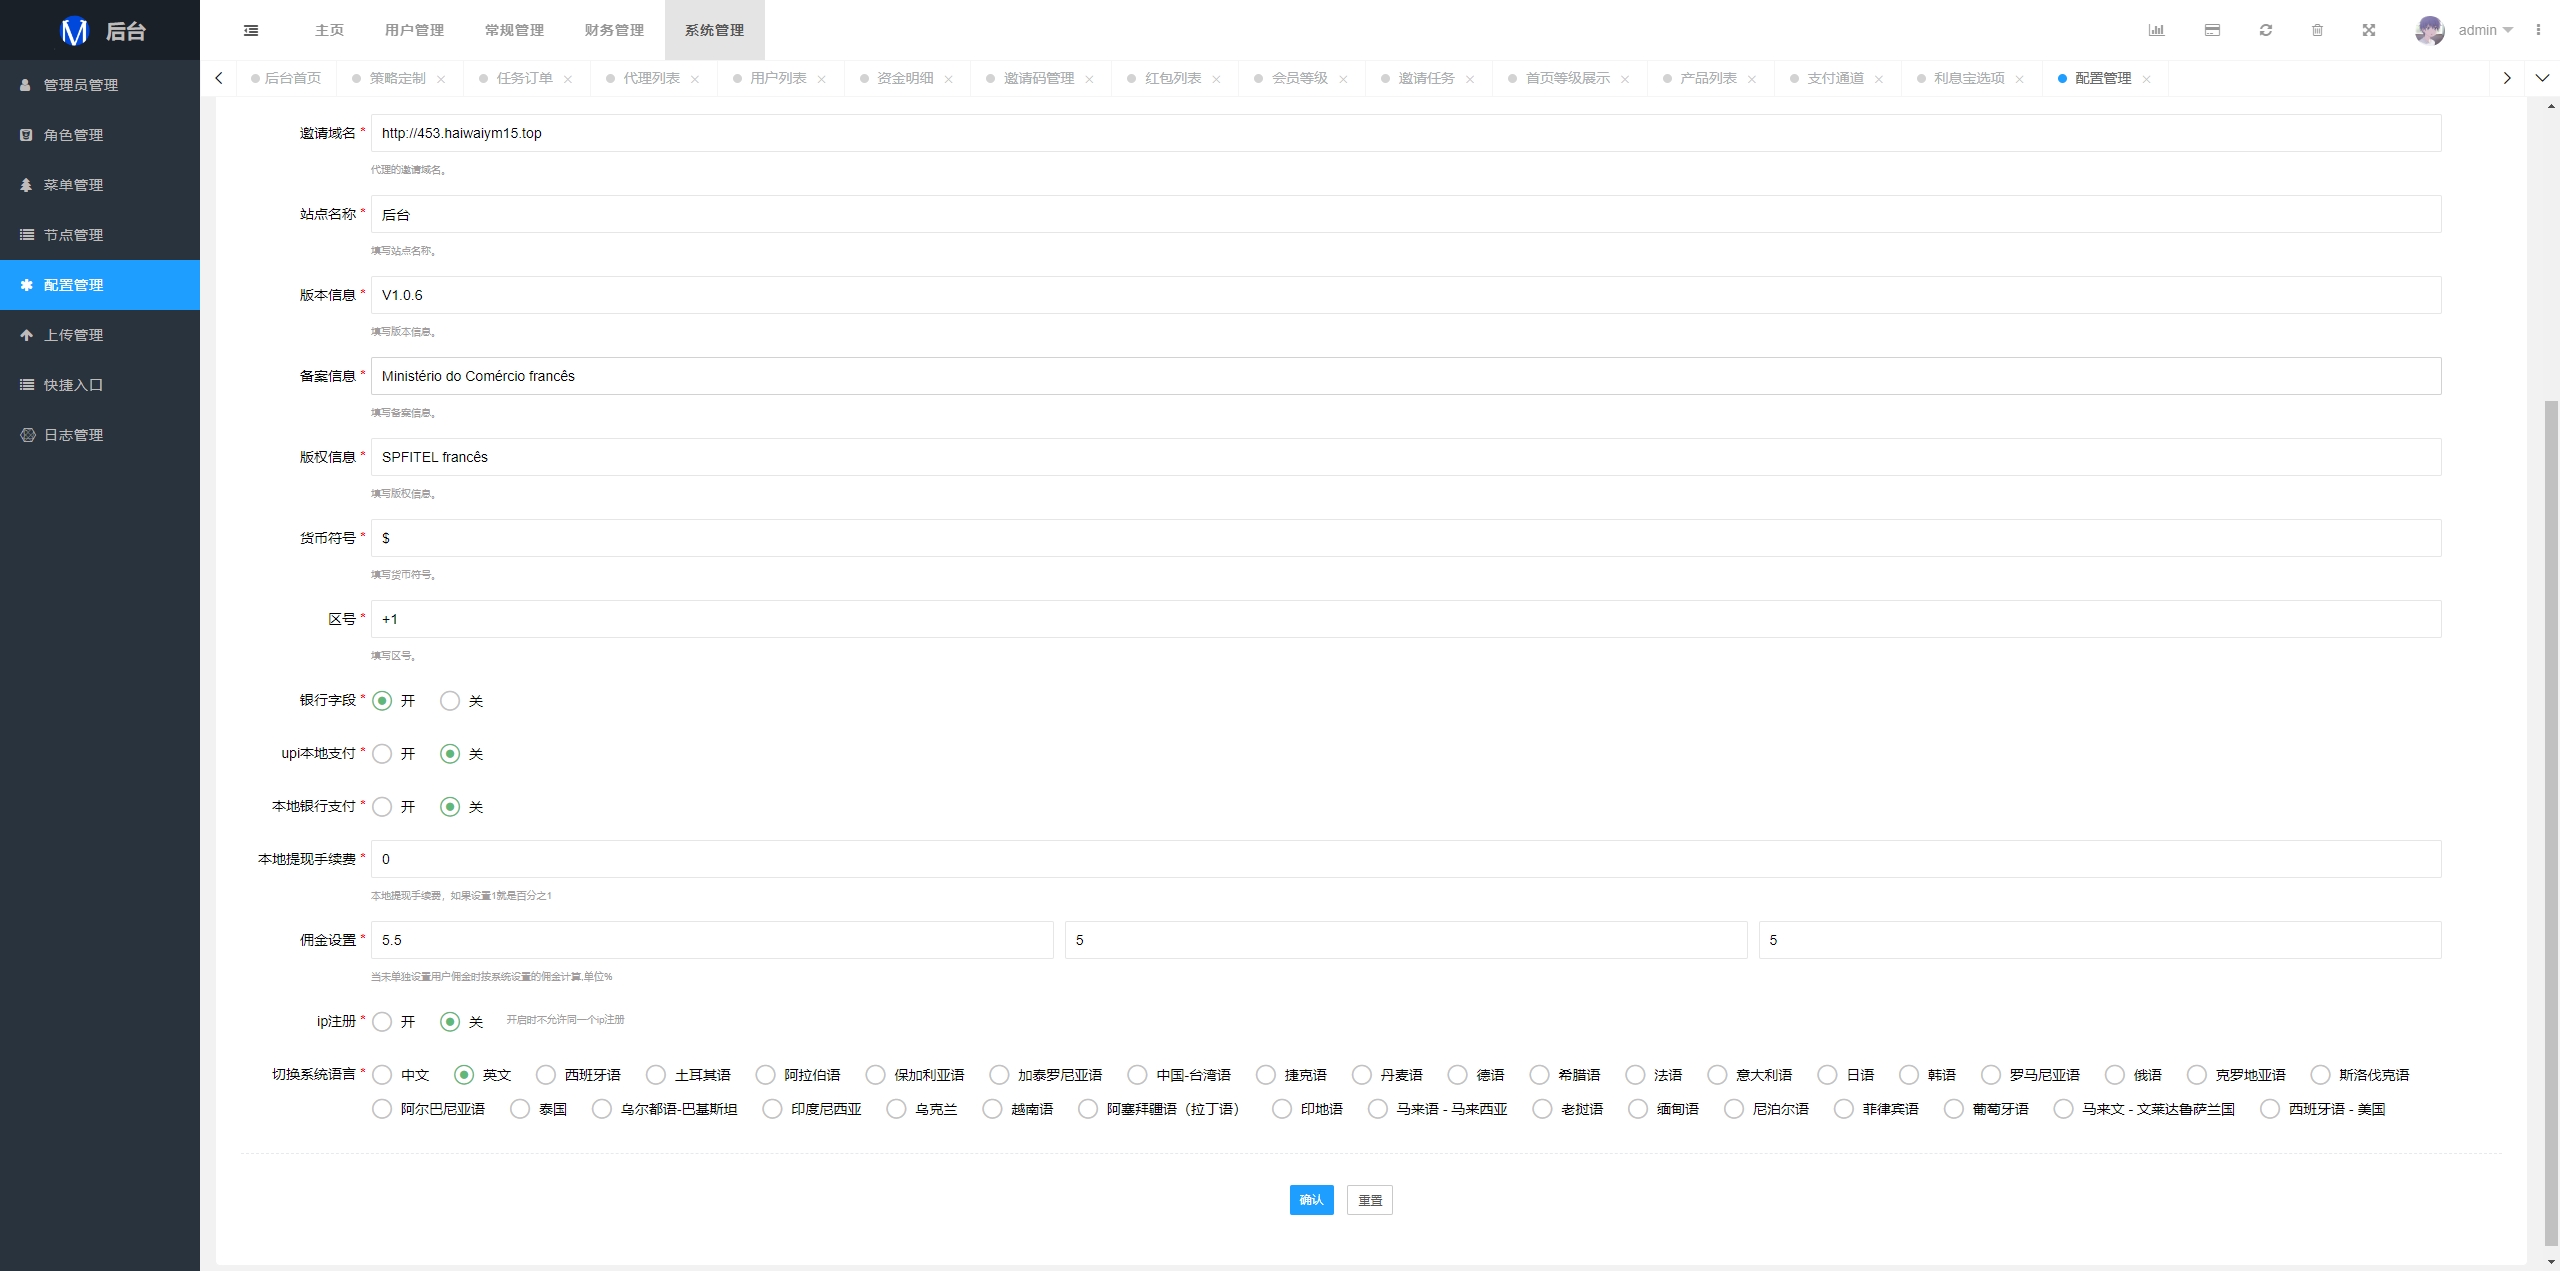 后台
主页
用户管理
常规管理
财务管理
系统管理
admin
后台首页
策略定制
任务订单
代理列表
用户列表
资金明细
邀请码管理
红包列表
会员等级
邀请任务
首页等级展示
产品列表
支付通道
利息宝选项
配置管理
管理员管理
角色管理
菜单管理
节点管理
配置管理
上传管理
快捷入口
日志管理
邀请域名 * http://453.haiwaiym15.top
代理的邀请域名。
站点名称 * 后台
填写站点名称。
版本信息 * V1.0.6
填写版本信息。
备案信息 * Ministério do Comércio francês
填写备案信息。
版权信息 * SPFITEL francês
填写版权信息。
货币符号 * $
填写货币符号。
区号 * +1
填写区号。
银行字段 * 开 关
upi本地支付 * 开 关
本地银行支付 * 开 关
本地提现手续费 * 0
本地提现手续费，如果设置1就是百分之1
佣金设置 * 5.5 5 5
当未单独设置用户佣金时按系统设置的佣金计算,单位%
ip注册 * 开 关 开启时不允许同一个ip注册
切换系统语言 * 中文 英文 西班牙语 土耳其语 阿拉伯语 保加利亚语 加泰罗尼亚语 中国-台湾语 捷克语 丹麦语 德语 希腊语 法语 意大利语 日语 韩语 罗马尼亚语 俄语 克罗地亚语 斯洛伐克语
阿尔巴尼亚语 泰国 乌尔都语-巴基斯坦 印度尼西亚 乌克兰 越南语 阿塞拜疆语（拉丁语） 印地语 马来语 - 马来西亚 老挝语 缅甸语 尼泊尔语 菲律宾语 葡萄牙语 马来文 - 文莱达鲁萨兰国 西班牙语 - 美国
确认 重置